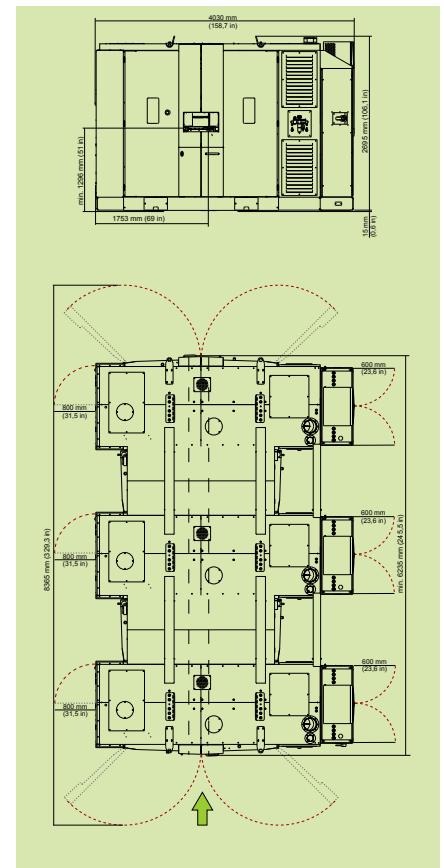 4030 mm
(158,7 in)
min. 1296 mm (51 in)
2695 mm (106,1 in)
1753 mm (69 in)
15 mm
(0,6 in)
600 mm
(23,6 in)
800 mm
(31,5 in)
600 mm
(23,6 in)
800 mm
(31,5 in)
8365 mm (329,3 in)
min. 6235 mm (245,5 in)
600 mm
(23,6 in)
800 mm
(31,5 in)